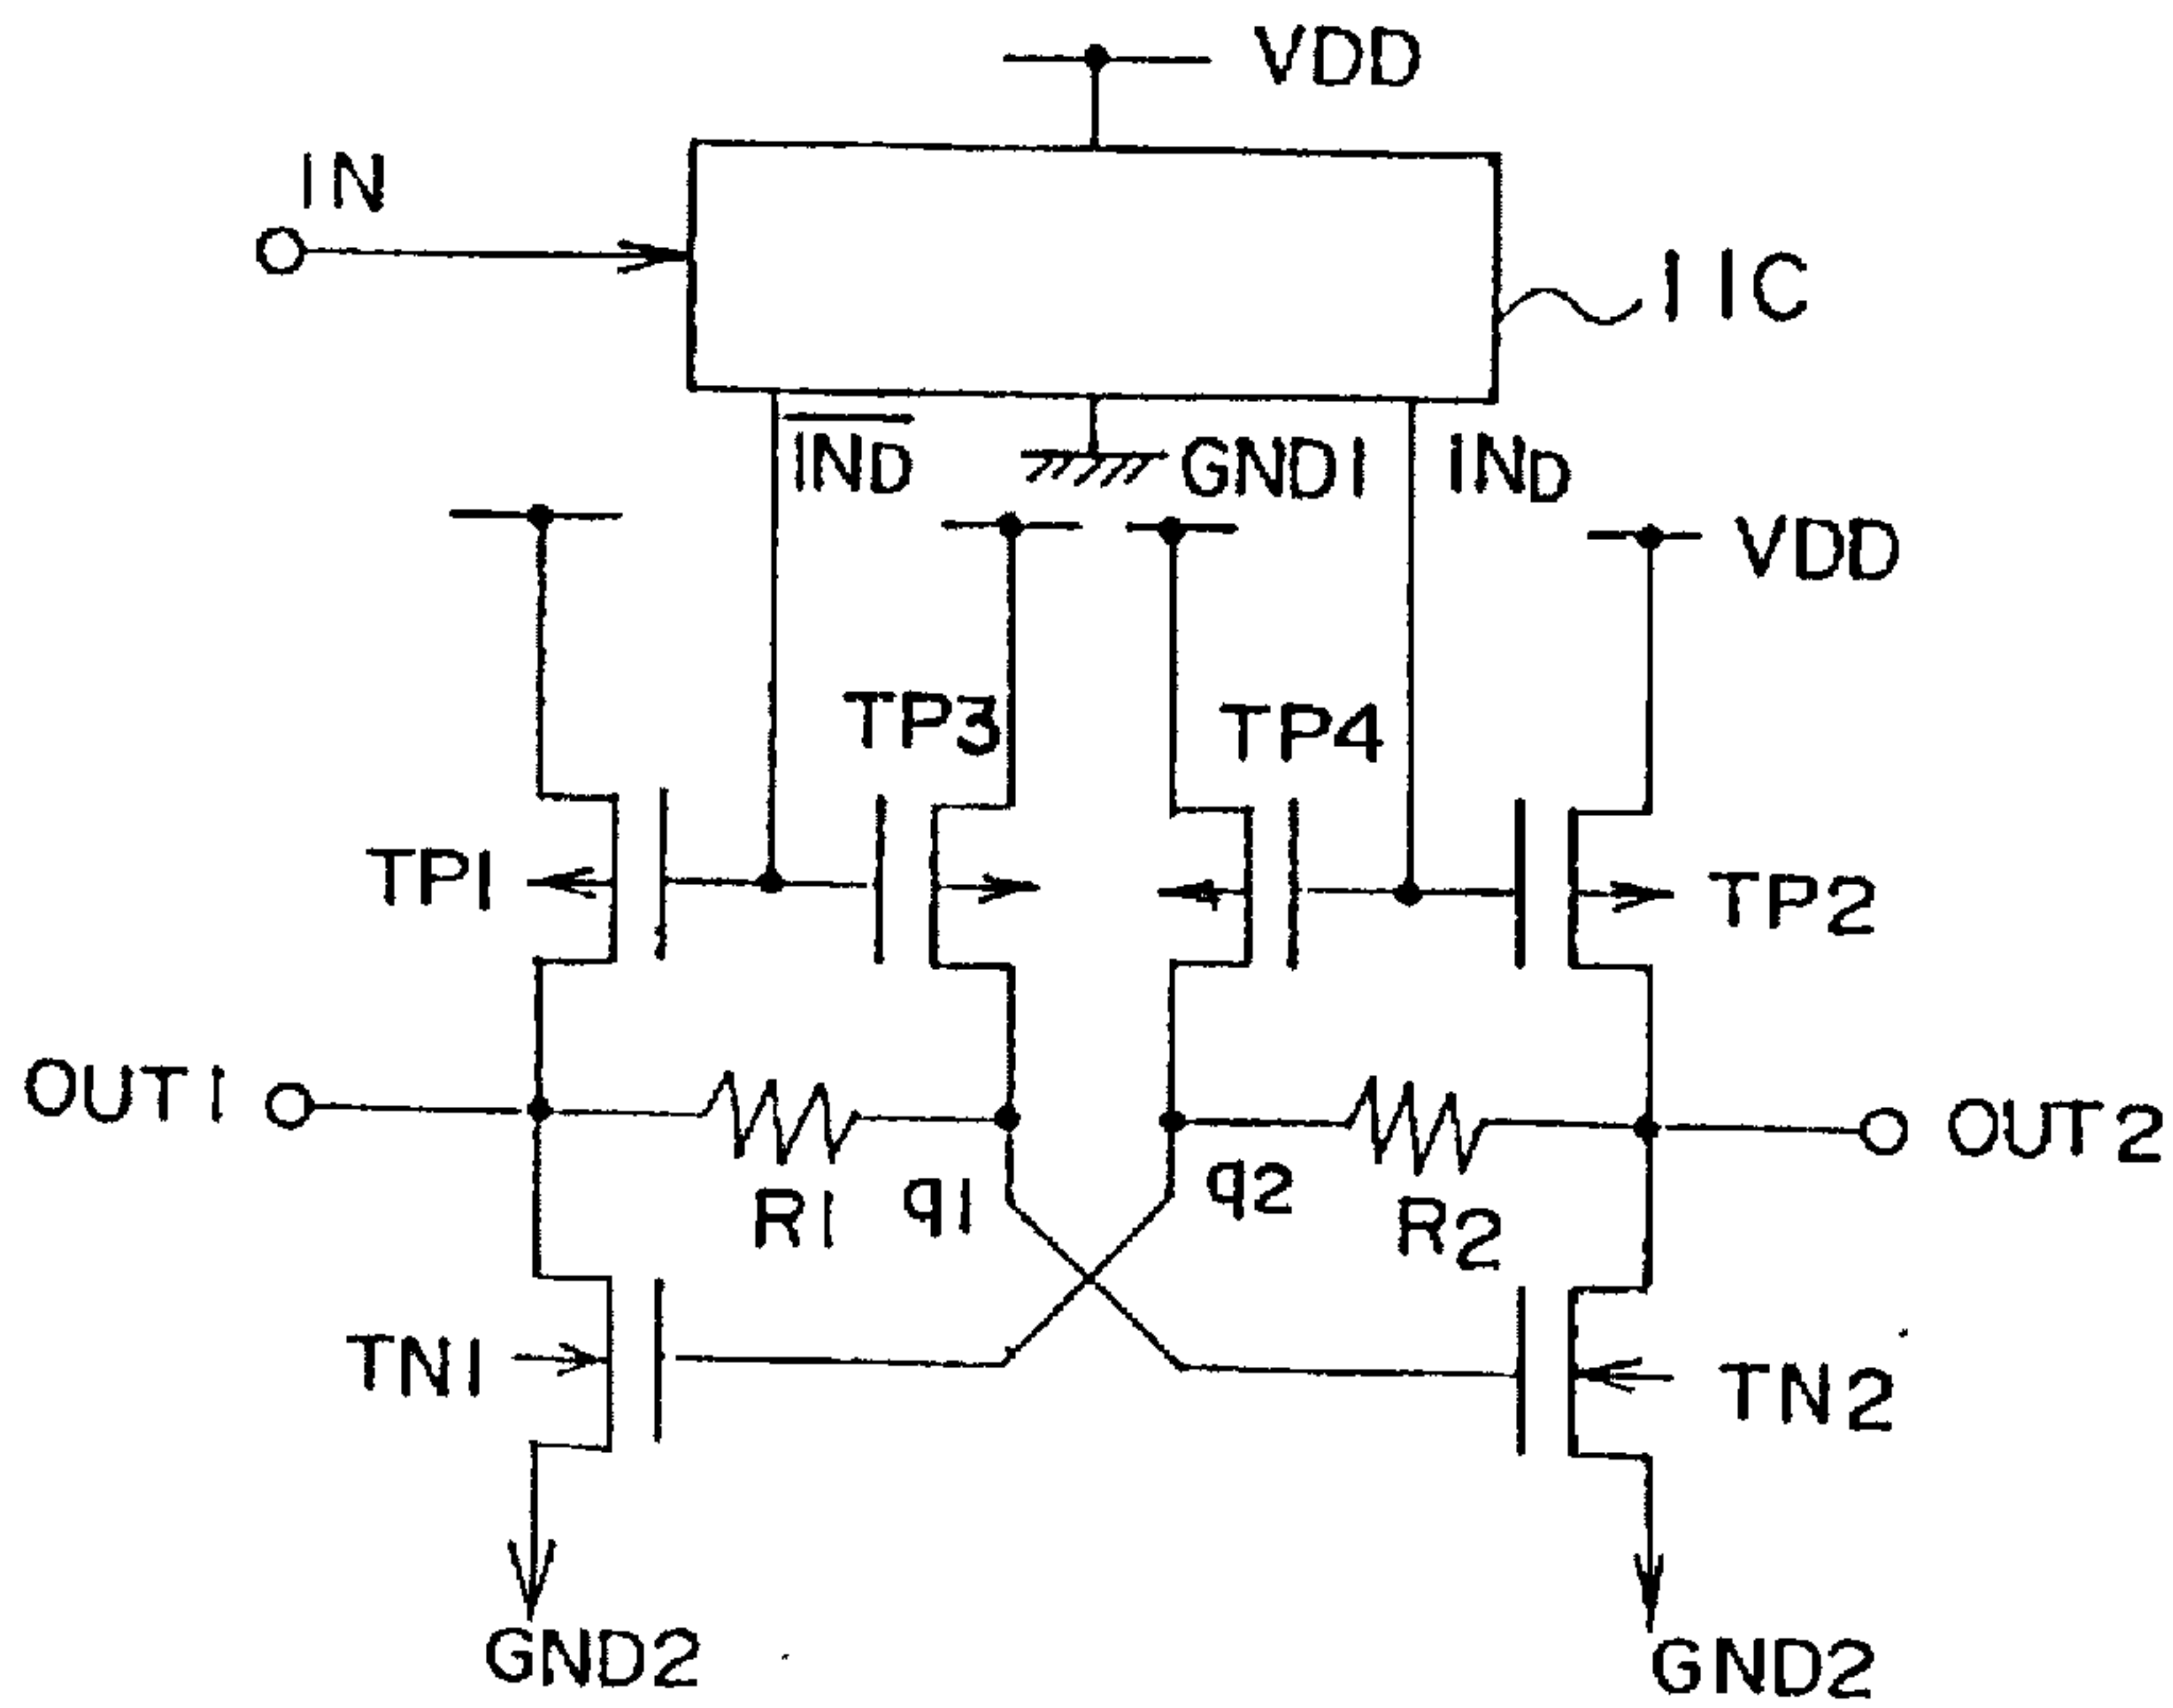 VDD
IN
11C
IND
GND1
IND
VDD
TP3
TP4
TP1
TP2
OUT1
OUT2
R1
q1
q2
R2
TN1
TN2
GND2
GND2